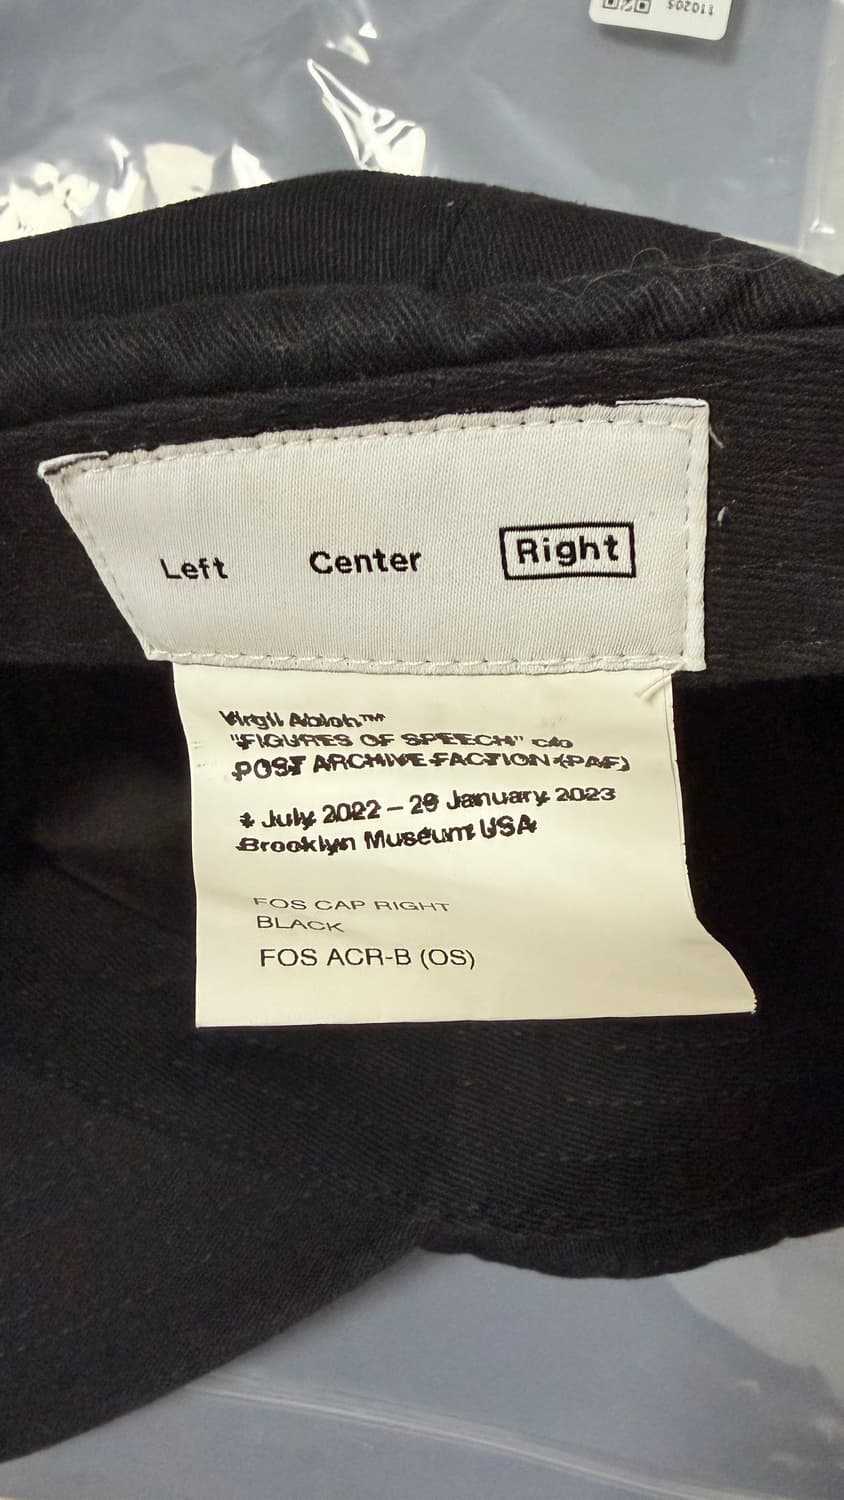 110205
Left Center Right
Virgil Abloh™
"FIGURES OF SPEECH" c/o
POST ARCHIVE FACTION (PAF)
1 July 2022 – 29 January 2023
Brooklyn Museum USA
FOS CAP RIGHT
BLACK
FOS ACR-B (OS)